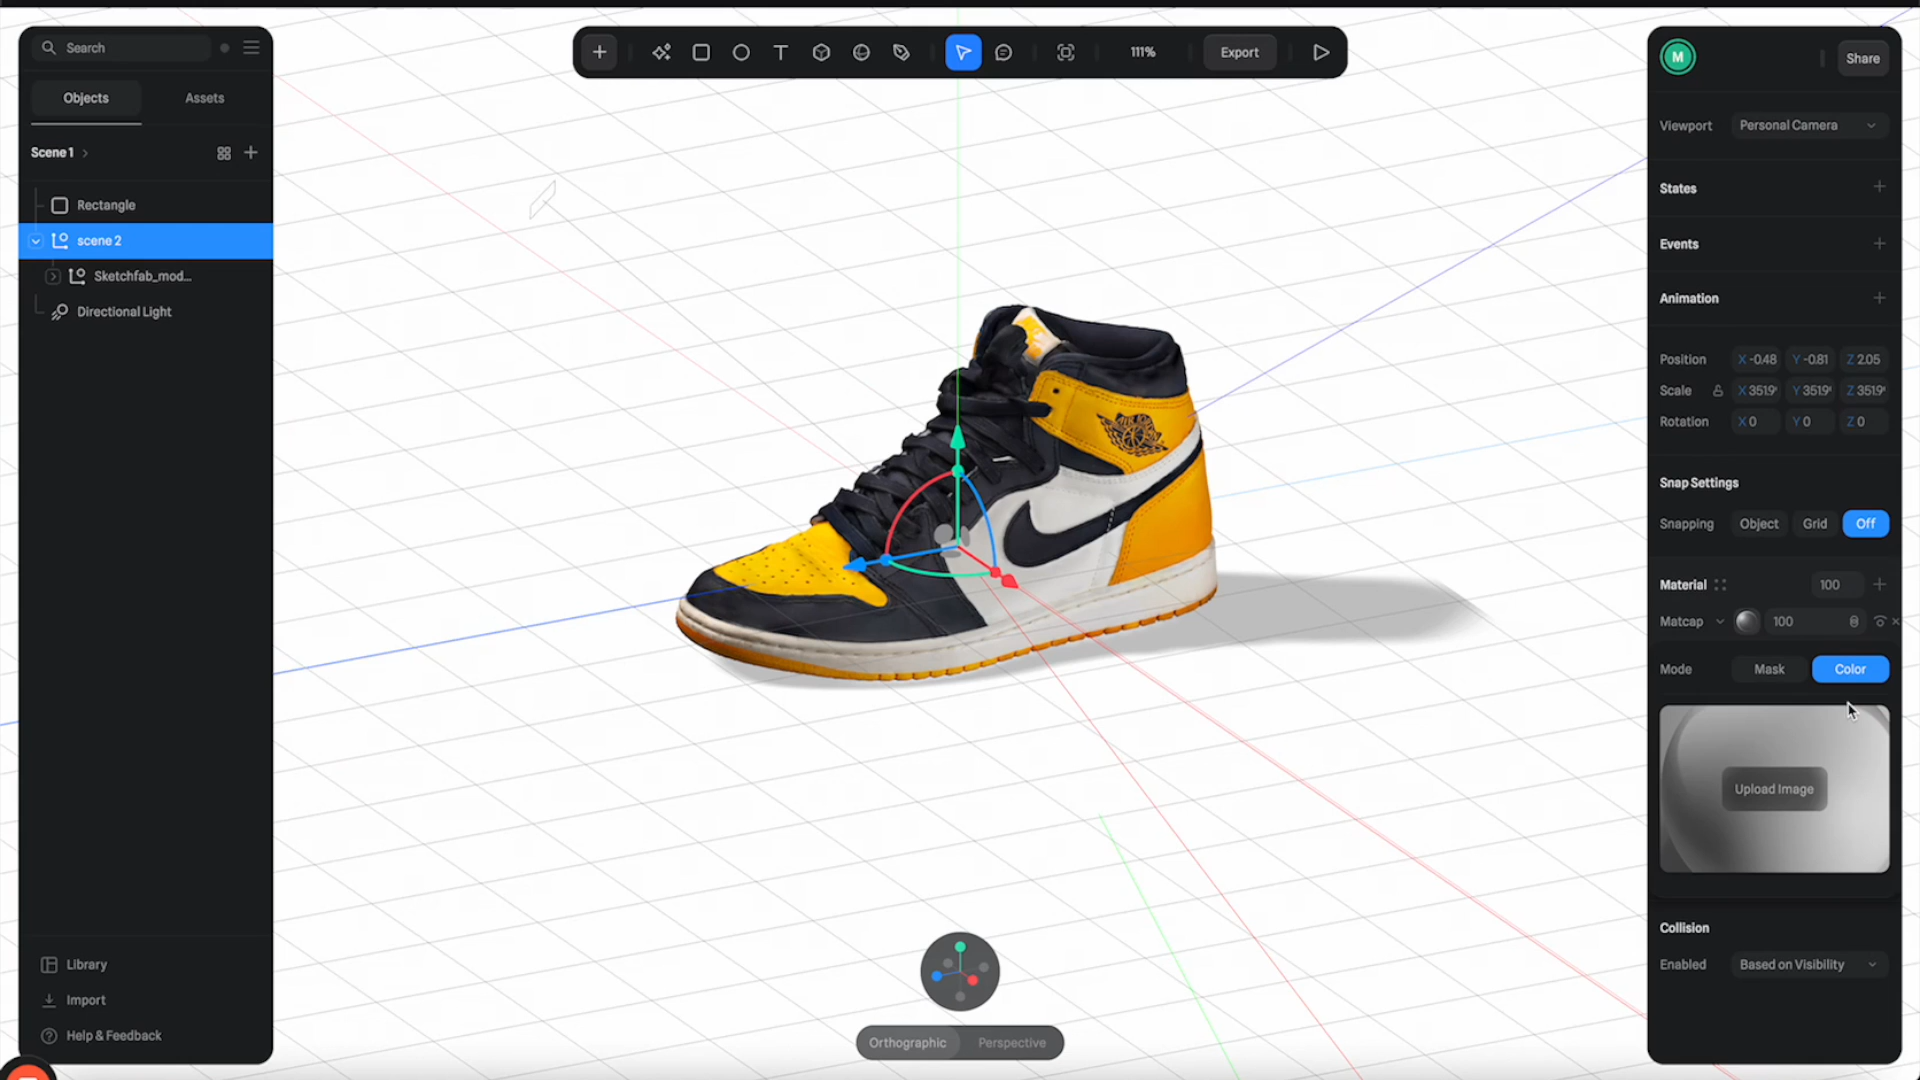 Search
Objects
Assets
Scene 1
Rectangle
scene 2
Sketchfab_mod...
Directional Light
Library
Import
Help & Feedback
111%
Export
Orthographic
Perspective
M
Share
Viewport
Personal Camera
States
Events
Animation
Position
X -0.48
Y -0.81
Z 2.05
Scale
X 3519
Y 3519
Z 3519
Rotation
X 0
Y 0
Z 0
Snap Settings
Snapping
Object
Grid
Off
Material
100
Matcap
100
Mode
Mask
Color
Upload Image
Collision
Enabled
Based on Visibility